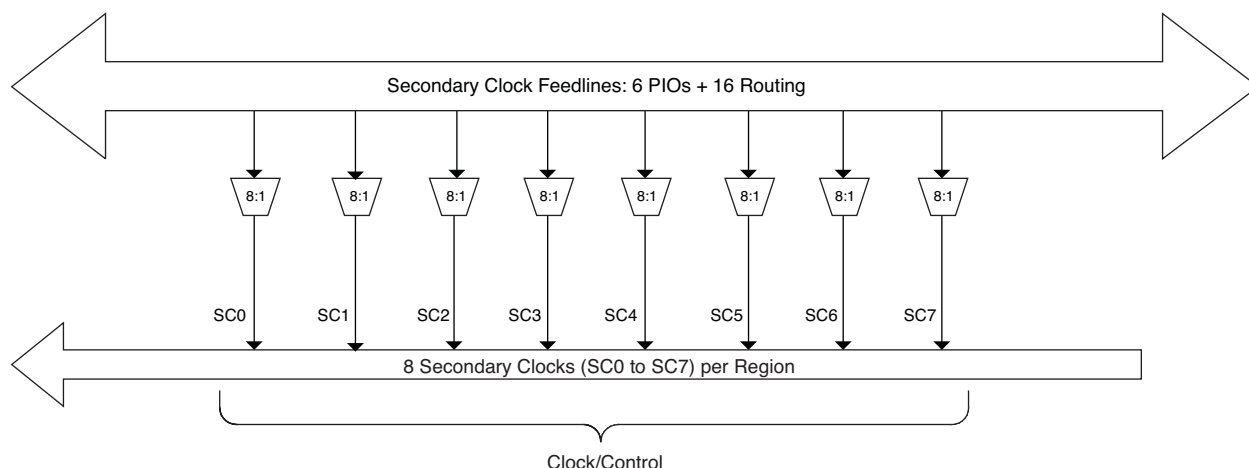 Secondary Clock Feedlines: 6 PIOs + 16 Routing
8:1 8:1 8:1 8:1 8:1 8:1 8:1 8:1
SC0 SC1 SC2 SC3 SC4 SC5 SC6 SC7
8 Secondary Clocks (SC0 to SC7) per Region
Clock/Control